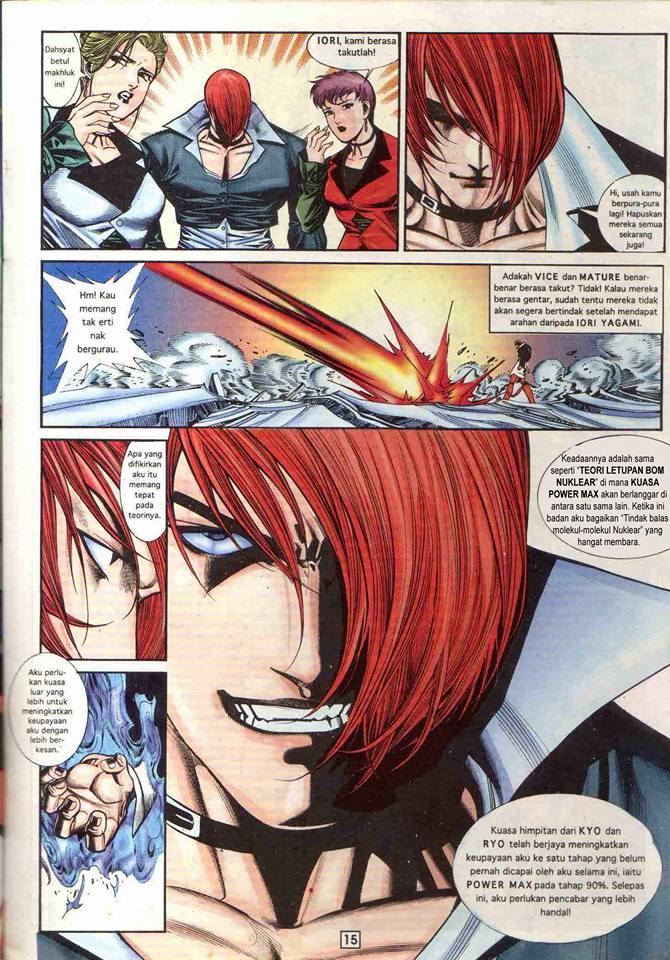 Dahsyat
betul
makhluk
ini!
IORI, kami berasa
takutlah!
Hi, usah kamu
berpura-pura
lagi! Hapuskan
mereka semua
sekarang
juga!
Hm! Kau
memang
tak erti
nak
bergurau.
Adakah VICE dan MATURE benar-
benar berasa takut? Tidak! Kalau mereka
berasa gentar, sudah tentu mereka tidak
akan segera bertindak setelah mendapat
arahan daripada IORI YAGAMI.
Apa yang
difikirkan
aku itu
memang
tepat
pada
teorinya.
Keadaannya adalah sama
seperti "TEORI LETUPAN BOM
NUKLEAR" di mana KUASA
POWER MAX akan berlanggar di
antara satu sama lain. Ketika ini
badan aku bagaikan "Tindak balas
molekul-molekul Nuklear" yang
hangat membara.
Aku perlu-
kan kuasa
luar yang
lebih untuk
meningkatkan
keupayaan
aku dengan
lebih ber-
kesan.
Kuasa himpitan dari KYO dan
RYO telah berjaya meningkatkan
keupayaan aku ke satu tahap yang belum
pernah dicapai oleh aku selama ini, iaitu
POWER MAX pada tahap 90%. Selepas
ini, aku perlukan pencabar yang lebih
handal!
15